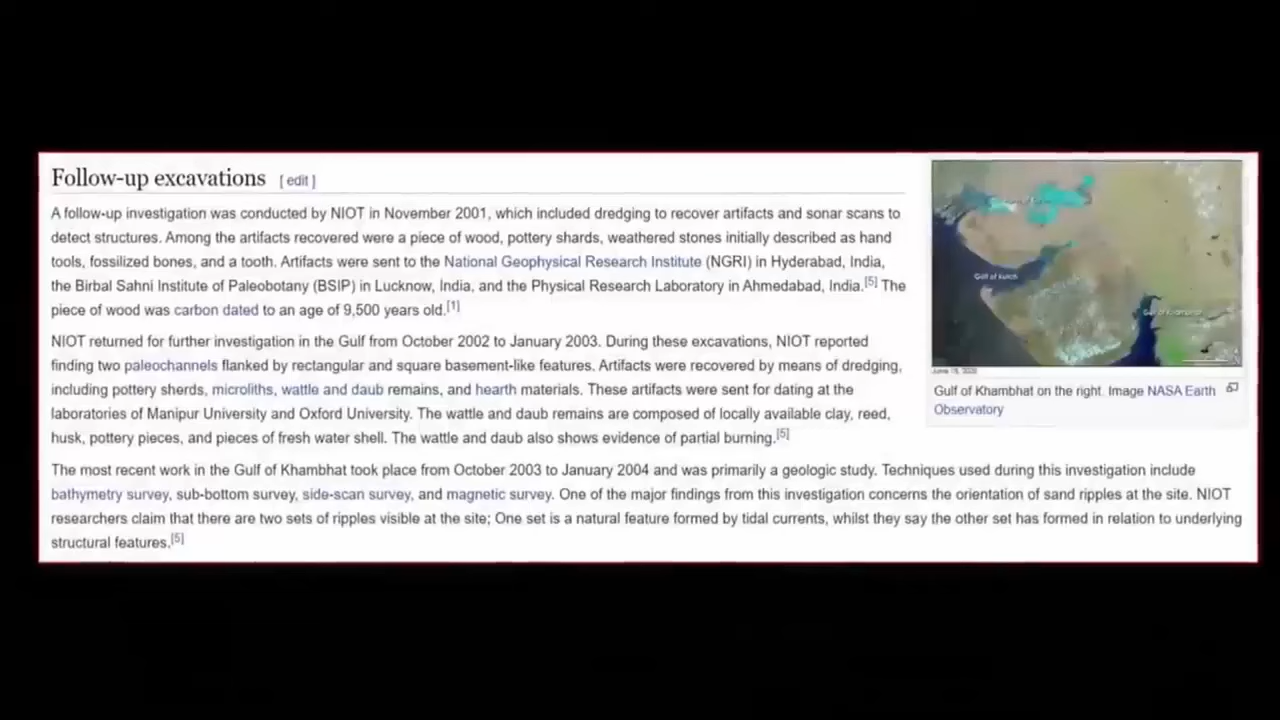 Follow-up excavations [ edit ]
A follow-up investigation was conducted by NIOT in November 2001, which included dredging to recover artifacts and sonar scans to
detect structures. Among the artifacts recovered were a piece of wood, pottery shards, weathered stones initially described as hand
tools, fossilized bones, and a tooth. Artifacts were sent to the National Geophysical Research Institute (NGRI) in Hyderabad, India,
the Birbal Sahni Institute of Paleobotany (BSIP) in Lucknow, India, and the Physical Research Laboratory in Ahmedabad, India.[5] The
piece of wood was carbon dated to an age of 9,500 years old.[1]
NIOT returned for further investigation in the Gulf from October 2002 to January 2003. During these excavations, NIOT reported
finding two paleochannels flanked by rectangular and square basement-like features. Artifacts were recovered by means of dredging,
including pottery sherds, microliths, wattle and daub remains, and hearth materials. These artifacts were sent for dating at the
laboratories of Manipur University and Oxford University. The wattle and daub remains are composed of locally available clay, reed,
husk, pottery pieces, and pieces of fresh water shell. The wattle and daub also shows evidence of partial burning.[5]
The most recent work in the Gulf of Khambhat took place from October 2003 to January 2004 and was primarily a geologic study. Techniques used during this investigation include
bathymetry survey, sub-bottom survey, side-scan survey, and magnetic survey. One of the major findings from this investigation concerns the orientation of sand ripples at the site. NIOT
researchers claim that there are two sets of ripples visible at the site; One set is a natural feature formed by tidal currents, whilst they say the other set has formed in relation to underlying
structural features.[5]
Gulf of Kutch
Gulf of Khambhat
Gulf of Khambhat on the right. Image NASA Earth
Observatory